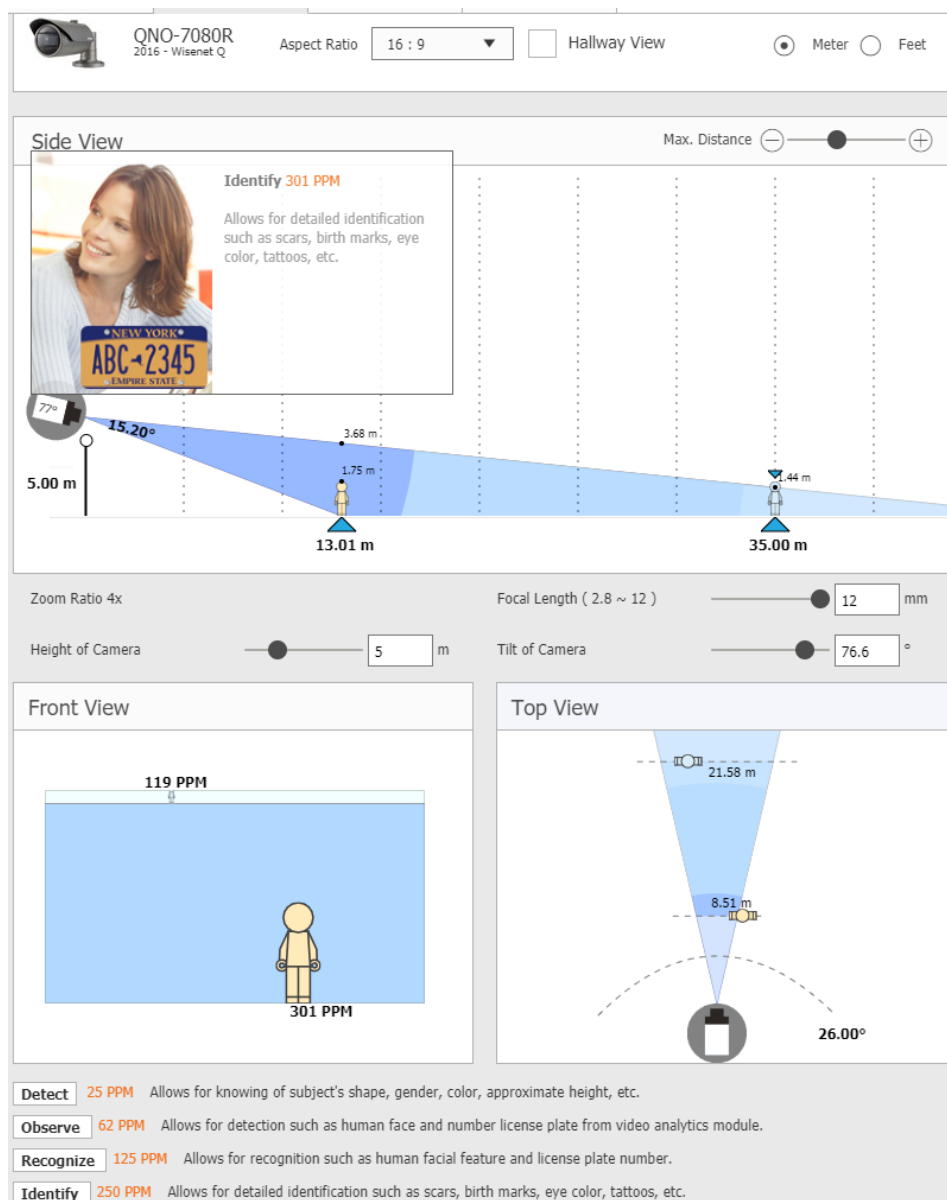 QNO-7080R
2016 - Wisenet Q
Aspect Ratio
16 : 9
Hallway View
Meter
Feet
Side View
Max. Distance
Identify 301 PPM
Allows for detailed identification
such as scars, birth marks, eye
color, tattoos, etc.
NEW YORK
ABC 2345
EMPIRE STATE
77°
15.20°
3.68 m
1.75 m
1.44 m
5.00 m
13.01 m
35.00 m
Zoom Ratio 4x
Focal Length ( 2.8 ~ 12 )
12
mm
Height of Camera
5
m
Tilt of Camera
76.6
°
Front View
119 PPM
301 PPM
Top View
21.58 m
8.51 m
26.00°
Detect 25 PPM Allows for knowing of subject's shape, gender, color, approximate height, etc.
Observe 62 PPM Allows for detection such as human face and number license plate from video analytics module.
Recognize 125 PPM Allows for recognition such as human facial feature and license plate number.
Identify 250 PPM Allows for detailed identification such as scars, birth marks, eye color, tattoos, etc.